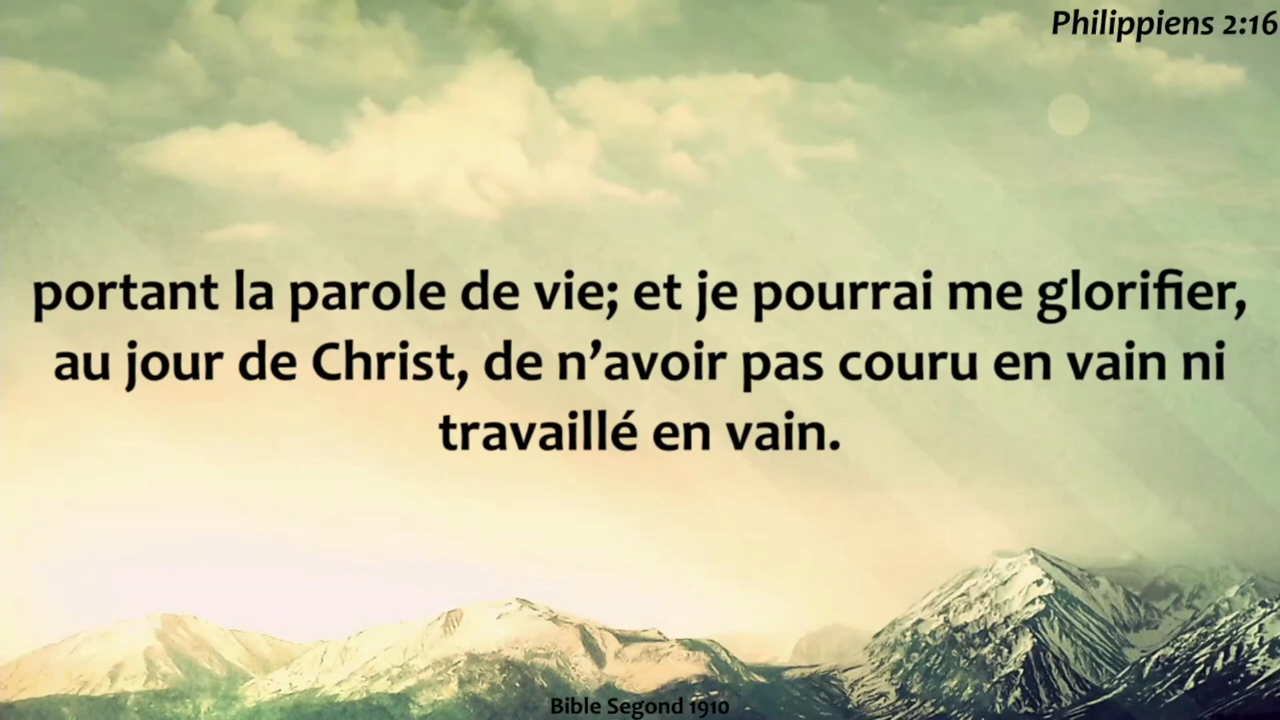 Philippiens 2:16
portant la parole de vie; et je pourrai me glorifier,
au jour de Christ, de n’avoir pas couru en vain ni
travaillé en vain.
Bible Segond 1910